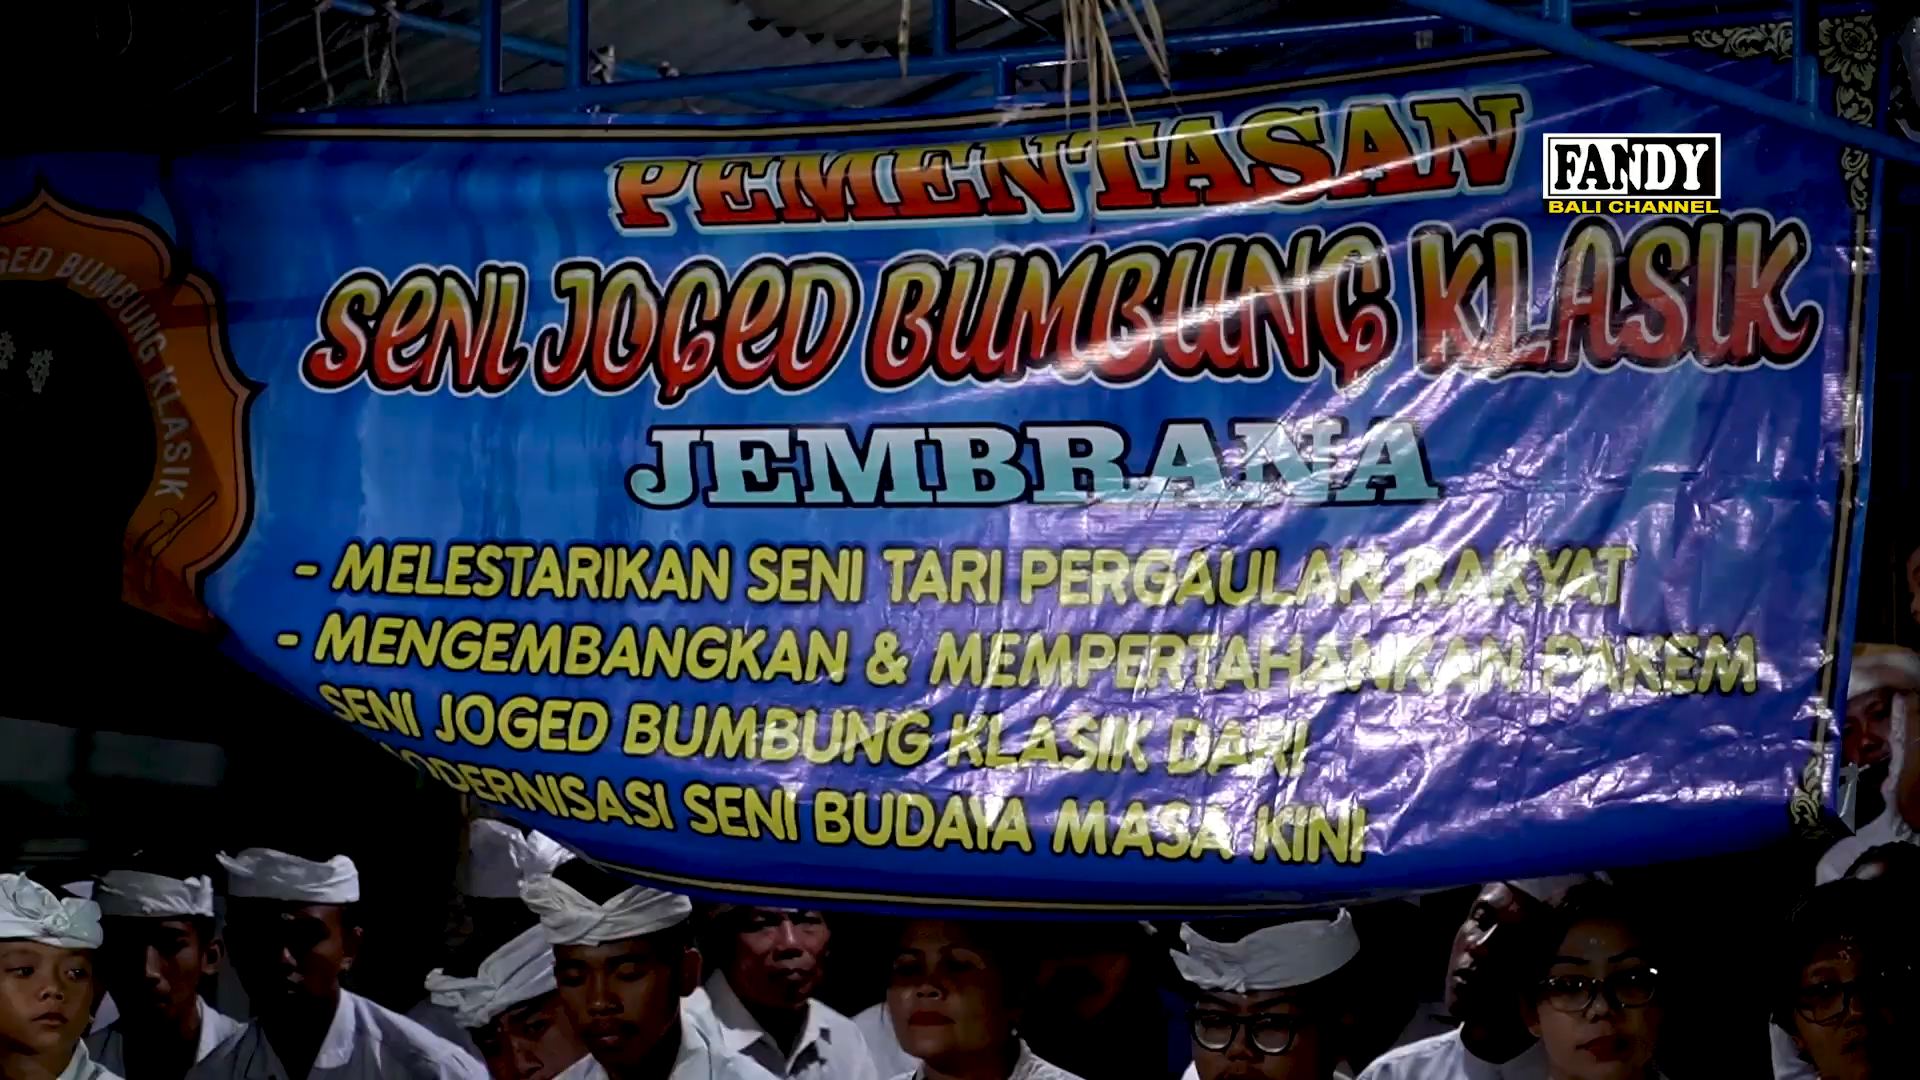 PEMENTASAN
SENI JOGED BUMBUNG KLASIK
JEMBRANA
- MELESTARIKAN SENI TARI PERGAULAN RAKYAT
- MENGEMBANGKAN & MEMPERTAHANKAN PAKEM
SENI JOGED BUMBUNG KLASIK DARI
MODERNISASI SENI BUDAYA MASA KINI
GED BUMBUNG KLASIK
FANDY
BALI CHANNEL